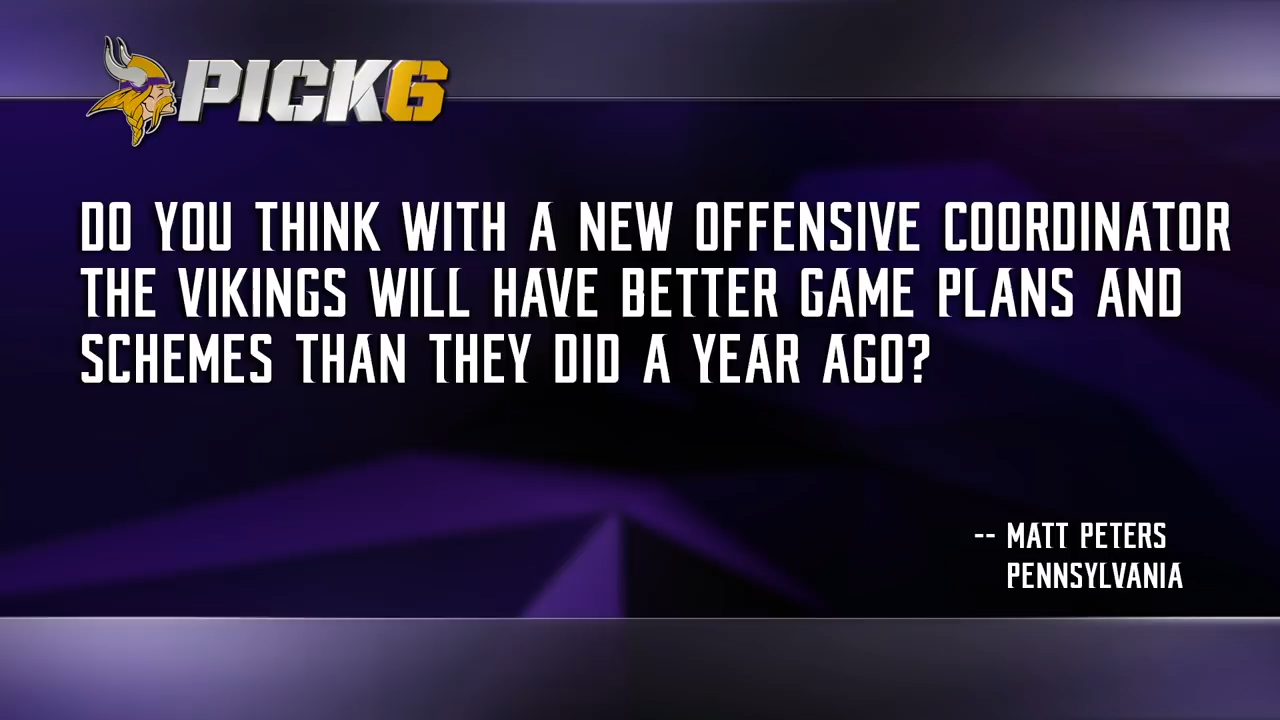 PICK6
DO YOU THINK WITH A NEW OFFENSIVE COORDINATOR
THE VIKINGS WILL HAVE BETTER GAME PLANS AND
SCHEMES THAN THEY DID A YEAR AGO?
-- MATT PETERS
PENNSYLVANIA